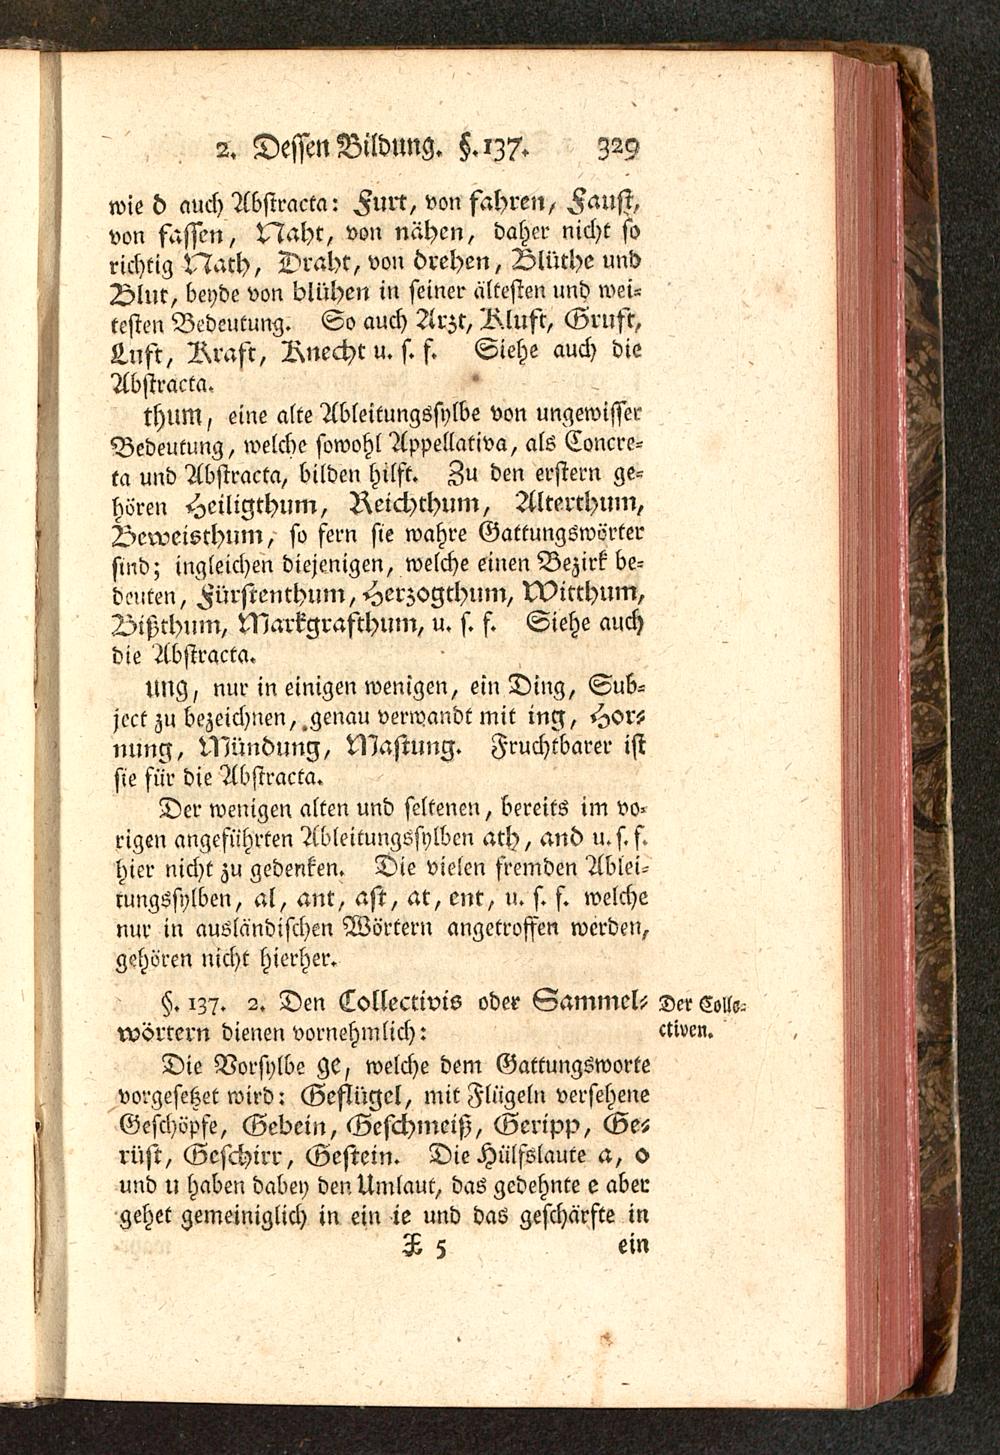 2. Dessen Bildung. §. 137. 329
wie d auch Abstracta: Furt, von fahren, Faust,
von fassen, Naht, von nähen, daher nicht so
richtig Nath, Draht, von drehen, Blüthe und
Blut, beyde von blühen in seiner ältesten und wei-
testen Bedeutung. So auch Arzt, Kluft, Gruft,
Luft, Kraft, Knecht u. s. f. Siehe auch die
Abstracta.
thum, eine alte Ableitungssylbe von ungewisser
Bedeutung, welche sowohl Appellativa, als Concre-
ta und Abstracta, bilden hilft. Zu den erstern ge-
hören Heiligthum, Reichthum, Alterthum,
Beweisthum, so fern sie wahre Gattungswörter
sind; ingleichen diejenigen, welche einen Bezirk be-
deuten, Fürstenthum, Herzogthum, Witthum,
Bißthum, Markgrafthum, u. s. f. Siehe auch
die Abstracta.
ung, nur in einigen wenigen, ein Ding, Sub-
ject zu bezeichnen, genau verwandt mit ing, Hor-
nung, Mündung, Mastung. Fruchtbarer ist
sie für die Abstracta.
Der wenigen alten und seltenen, bereits im vo-
rigen angeführten Ableitungssylben ath, and u. s. f.
hier nicht zu gedenken. Die vielen fremden Ablei-
tungssylben, al, ant, ast, at, ent, u. s. f. welche
nur in ausländischen Wörtern angetroffen werden,
gehören nicht hierher.
§. 137. 2. Den Collectivis oder Sammel-
wörtern dienen vornehmlich:
Der Colle-
ctiven.
Die Vorsylbe ge, welche dem Gattungsworte
vorgesetzet wird: Geflügel, mit Flügeln versehene
Geschöpfe, Gebein, Geschmeiß, Geripp, Ge-
rüst, Geschirr, Gestein. Die Hülfslaute a, o
und u haben dabey den Umlaut, das gedehnte e aber
gehet gemeiniglich in ein ie und das geschärfte in
X 5 ein